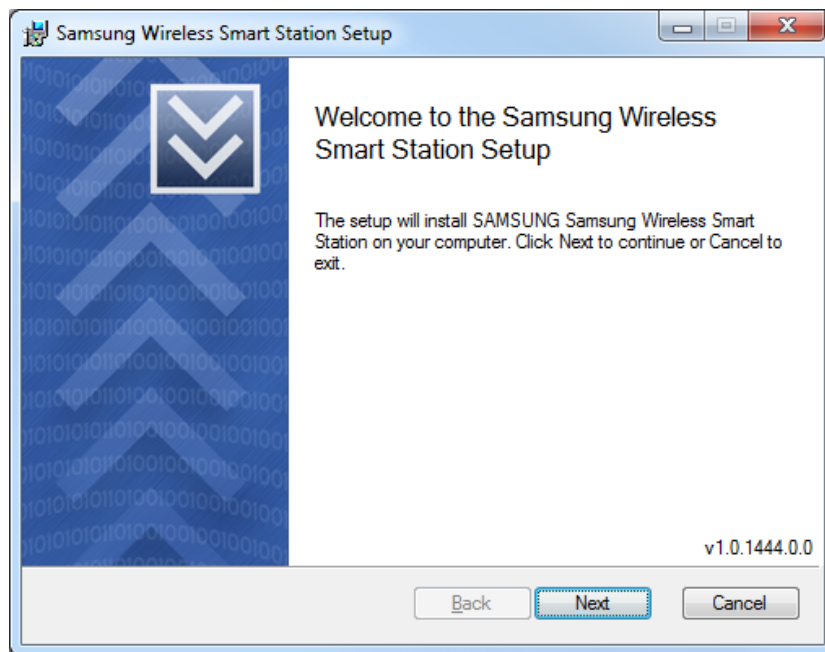 Samsung Wireless Smart Station Setup
Welcome to the Samsung Wireless
Smart Station Setup
The setup will install SAMSUNG Samsung Wireless Smart
Station on your computer. Click Next to continue or Cancel to
exit.
v1.0.1444.0.0
Back
Next
Cancel